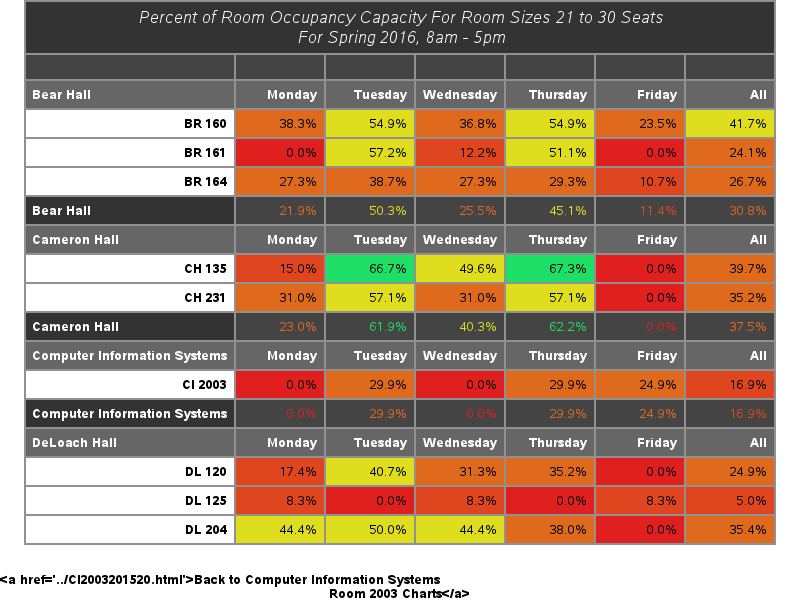 Percent of Room Occupancy Capacity For Room Sizes 21 to 30 Seats
For Spring 2016, 8am - 5pm
Bear Hall Monday Tuesday Wednesday Thursday Friday All
BR 160 38.3% 54.9% 36.8% 54.9% 23.5% 41.7%
BR 161 0.0% 57.2% 12.2% 51.1% 0.0% 24.1%
BR 164 27.3% 38.7% 27.3% 29.3% 10.7% 26.7%
Bear Hall 21.9% 50.3% 25.5% 45.1% 11.4% 30.8%
Cameron Hall Monday Tuesday Wednesday Thursday Friday All
CH 135 15.0% 66.7% 49.6% 67.3% 0.0% 39.7%
CH 231 31.0% 57.1% 31.0% 57.1% 0.0% 35.2%
Cameron Hall 23.0% 61.9% 40.3% 62.2% 0.0% 37.5%
Computer Information Systems Monday Tuesday Wednesday Thursday Friday All
CI 2003 0.0% 29.9% 0.0% 29.9% 24.9% 16.9%
Computer Information Systems 0.0% 29.9% 0.0% 29.9% 24.9% 16.9%
DeLoach Hall Monday Tuesday Wednesday Thursday Friday All
DL 120 17.4% 40.7% 31.3% 35.2% 0.0% 24.9%
DL 125 8.3% 0.0% 8.3% 0.0% 8.3% 5.0%
DL 204 44.4% 50.0% 44.4% 38.0% 0.0% 35.4%
<a href='../CI2003201520.html'>Back to Computer Information Systems
Room 2003 Charts</a>